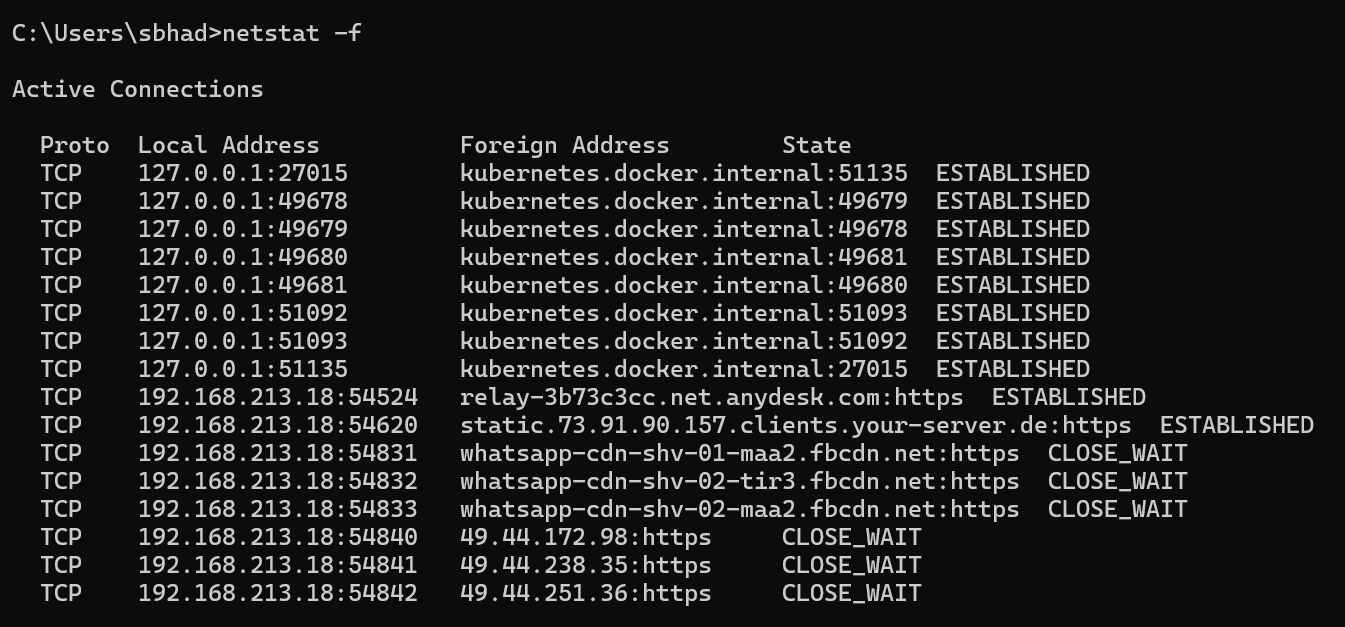 C:\Users\sbhad>netstat -f
Active Connections
Proto  Local Address          Foreign Address        State
TCP    127.0.0.1:27015        kubernetes.docker.internal:51135  ESTABLISHED
TCP    127.0.0.1:49678        kubernetes.docker.internal:49679  ESTABLISHED
TCP    127.0.0.1:49679        kubernetes.docker.internal:49678  ESTABLISHED
TCP    127.0.0.1:49680        kubernetes.docker.internal:49681  ESTABLISHED
TCP    127.0.0.1:49681        kubernetes.docker.internal:49680  ESTABLISHED
TCP    127.0.0.1:51092        kubernetes.docker.internal:51093  ESTABLISHED
TCP    127.0.0.1:51093        kubernetes.docker.internal:51092  ESTABLISHED
TCP    127.0.0.1:51135        kubernetes.docker.internal:27015  ESTABLISHED
TCP    192.168.213.18:54524   relay-3b73c3cc.net.anydesk.com:https  ESTABLISHED
TCP    192.168.213.18:54620   static.73.91.90.157.clients.your-server.de:https  ESTABLISHED
TCP    192.168.213.18:54831   whatsapp-cdn-shv-01-maa2.fbcdn.net:https  CLOSE_WAIT
TCP    192.168.213.18:54832   whatsapp-cdn-shv-02-tir3.fbcdn.net:https  CLOSE_WAIT
TCP    192.168.213.18:54833   whatsapp-cdn-shv-02-maa2.fbcdn.net:https  CLOSE_WAIT
TCP    192.168.213.18:54840   49.44.172.98:https     CLOSE_WAIT
TCP    192.168.213.18:54841   49.44.238.35:https     CLOSE_WAIT
TCP    192.168.213.18:54842   49.44.251.36:https     CLOSE_WAIT